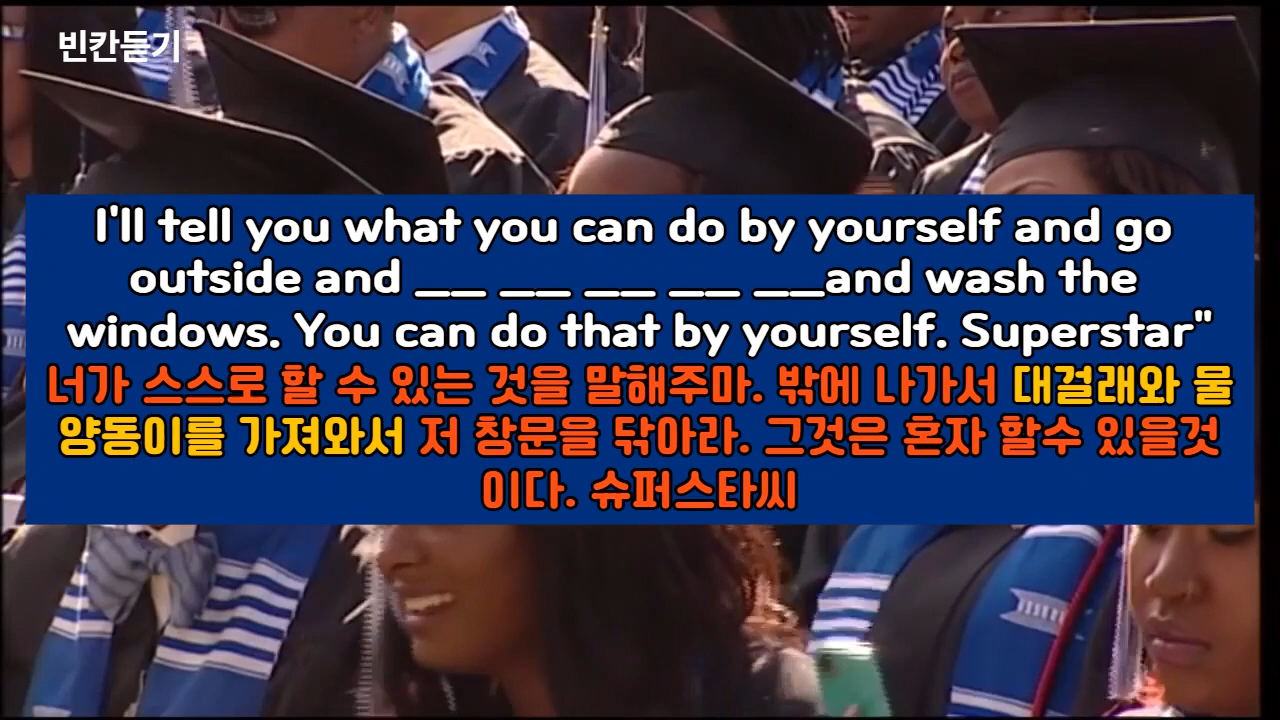 빈칸듣기
I'll tell you what you can do by yourself and go
outside and __ __ __ __ __and wash the
windows. You can do that by yourself. Superstar"
너가 스스로 할 수 있는 것을 말해주마. 밖에 나가서 대걸래와 물
양동이를 가져와서 저 창문을 닦아라. 그것은 혼자 할수 있을것
이다. 슈퍼스타씨